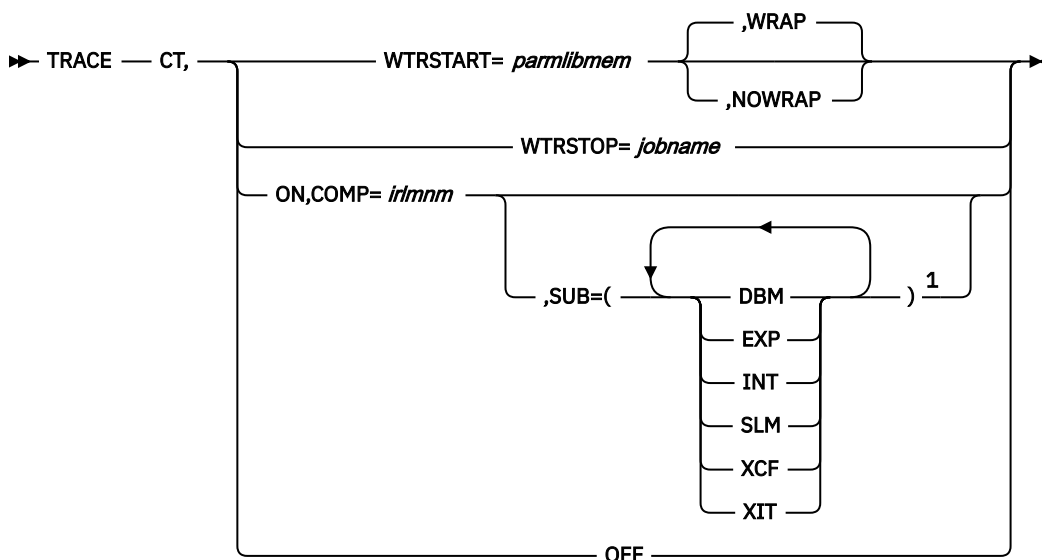 ,WRAP
TRACE CT, WTRSTART= parmlibmem
,NOWRAP
WTRSTOP= jobname
ON,COMP= irlmnm
,SUB=( DBM ) 1
EXP
INT
SLM
XCF
XIT
OFF